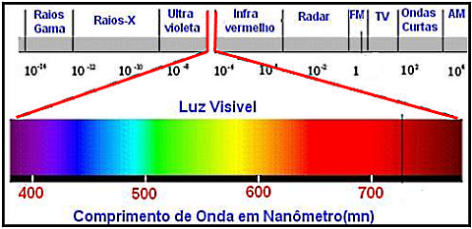 Raios Gama Raios-X Ultra violeta Infra vermelho Radar FM TV Ondas Curtas AM
10⁻¹⁴ 10⁻¹² 10⁻¹⁰ 10⁻⁸ 10⁻⁴ 10⁻² 1 10² 10⁴
Luz Visivel
400 500 600 700
Comprimento de Onda em Nanômetro(mn)